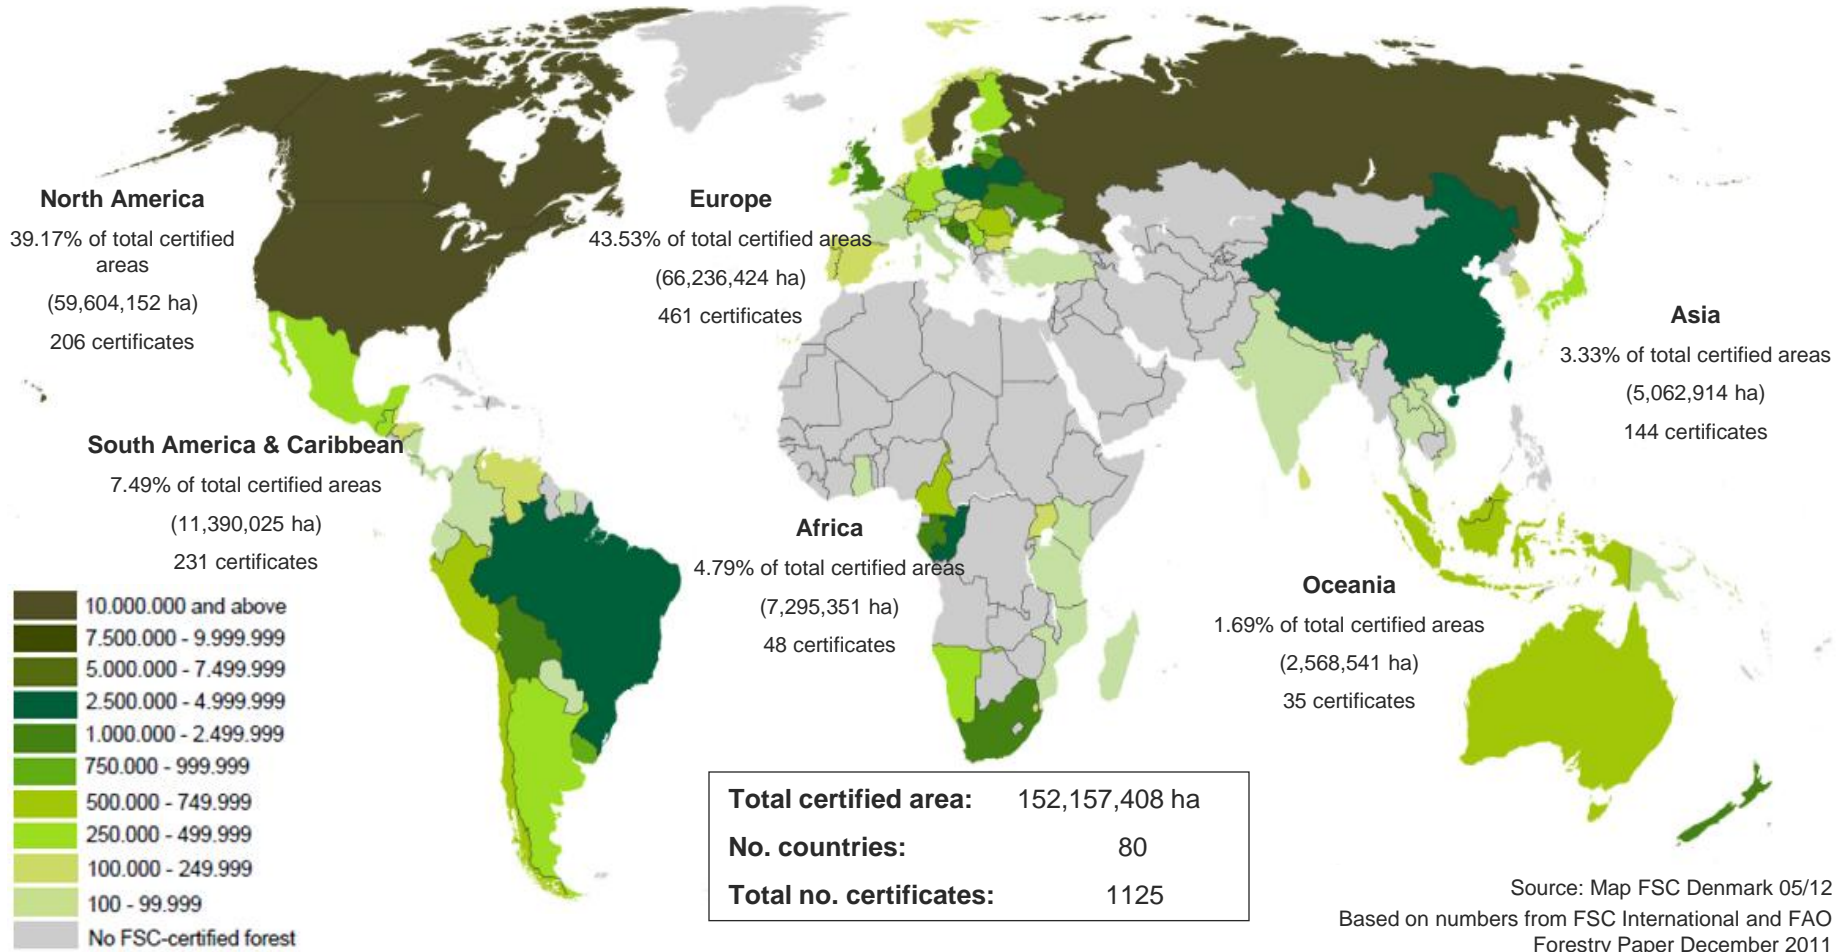 North America
39.17% of total certified
areas
(59,604,152 ha)
206 certificates
Europe
43.53% of total certified areas
(66,236,424 ha)
461 certificates
Asia
3.33% of total certified areas
(5,062,914 ha)
144 certificates
South America & Caribbean
7.49% of total certified areas
(11,390,025 ha)
231 certificates
Africa
4.79% of total certified areas
(7,295,351 ha)
48 certificates
Oceania
1.69% of total certified areas
(2,568,541 ha)
35 certificates
10.000.000 and above
7.500.000 - 9.999.999
5.000.000 - 7.499.999
2.500.000 - 4.999.999
1.000.000 - 2.499.999
750.000 - 999.999
500.000 - 749.999
250.000 - 499.999
100.000 - 249.999
100 - 99.999
No FSC-certified forest
Total certified area: 152,157,408 ha
No. countries: 80
Total no. certificates: 1125
Source: Map FSC Denmark 05/12
Based on numbers from FSC International and FAO
Forestry Paper December 2011